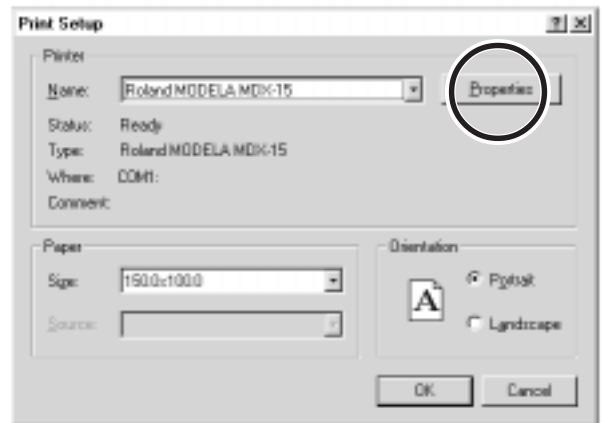 Print Setup
Printer
Name: Roland MODELA MDX-15 Properties
Status: Ready
Type: Roland MODELA MDX-15
Where: COM1:
Comment:
Paper
Size: 150.0x100.0
Source:
Orientation
A
Portrait
Landscape
OK Cancel